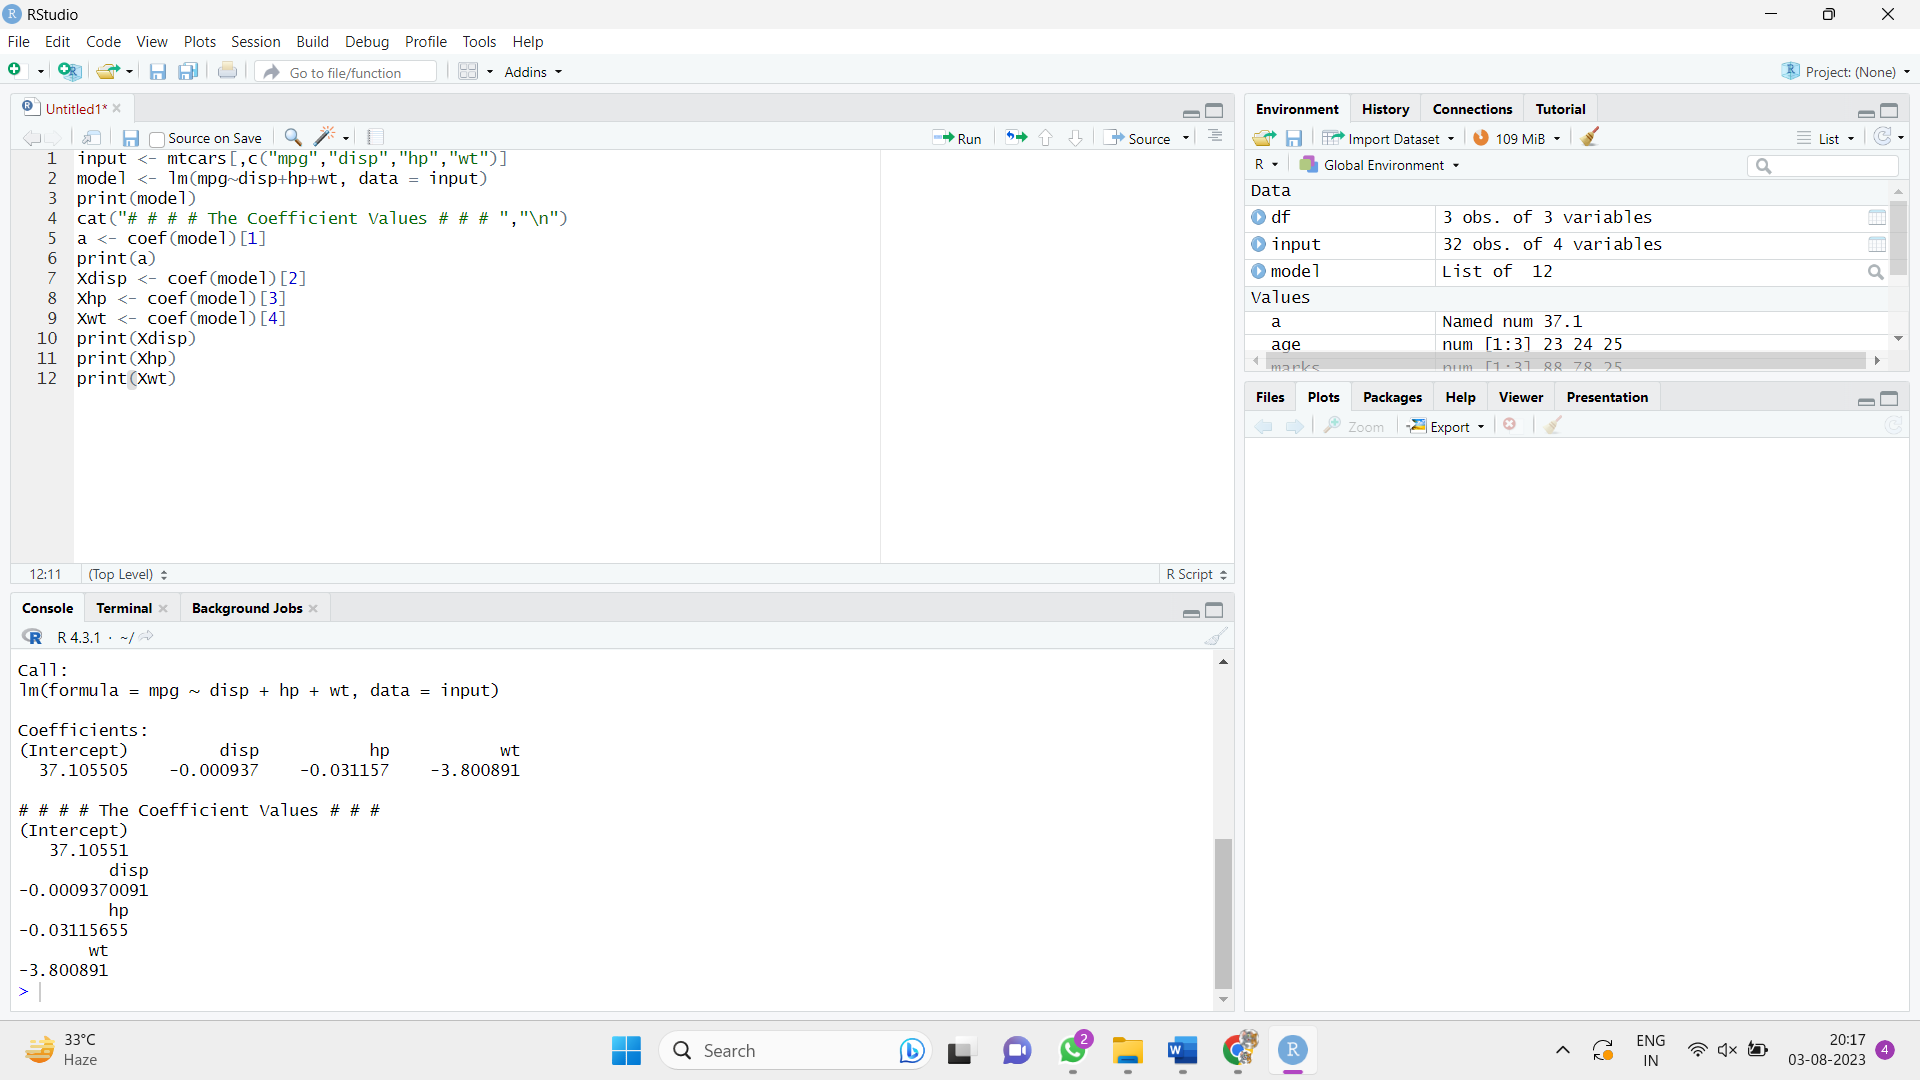 RStudio
File Edit Code View Plots Session Build Debug Profile Tools Help
Go to file/function Addins Project: (None)
Untitled1*
Source on Save Run Source
1 input <- mtcars[,c("mpg","disp","hp","wt")]
2 model <- lm(mpg~disp+hp+wt, data = input)
3 print(model)
4 cat("# # # # The Coefficient Values # # # ","\n")
5 a <- coef(model)[1]
6 print(a)
7 Xdisp <- coef(model)[2]
8 Xhp <- coef(model)[3]
9 Xwt <- coef(model)[4]
10 print(Xdisp)
11 print(Xhp)
12 print(Xwt)
12:11 (Top Level) R Script
Console Terminal Background Jobs
R 4.3.1 · ~/
Call:
lm(formula = mpg ~ disp + hp + wt, data = input)
Coefficients:
(Intercept) disp hp wt
37.105505 -0.000937 -0.031157 -3.800891
# # # # The Coefficient Values # # #
(Intercept)
37.10551
disp
-0.0009370091
hp
-0.03115655
wt
-3.800891
>
Environment History Connections Tutorial
Import Dataset 109 MiB List
R Global Environment
Data
df 3 obs. of 3 variables
input 32 obs. of 4 variables
model List of 12
Values
a Named num 37.1
age num [1:3] 23 24 25
marks num [1:3] 88 78 25
Files Plots Packages Help Viewer Presentation
Zoom Export
33°C
Haze
Search
2
ENG
IN
20:17
03-08-2023
4